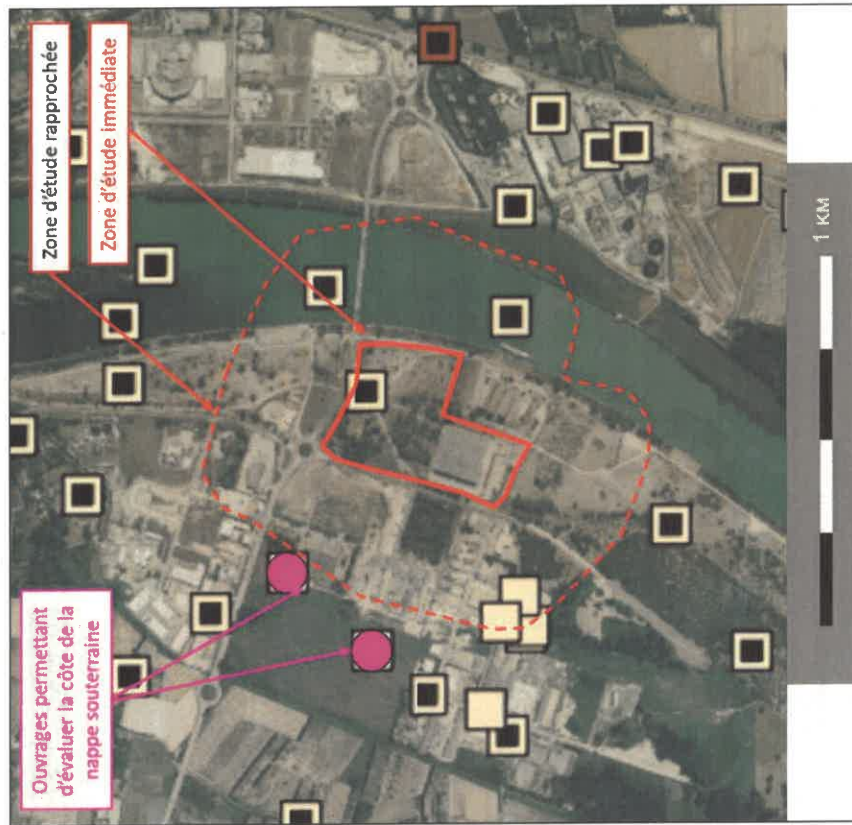 Zone d'étude rapprochée
Zone d'étude immédiate
Ouvrages permettant
d'évaluer la côte de la
nappe souterraine
1 KM